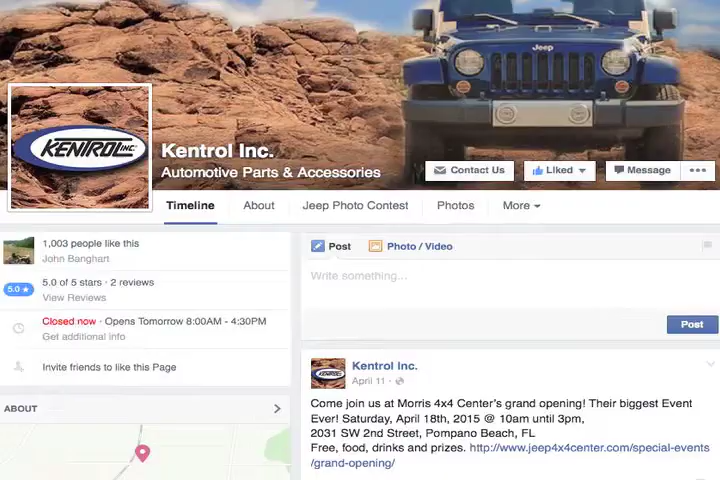 Jeep
KENTROL INC.
Kentrol Inc.
Automotive Parts & Accessories
Contact Us
Liked
Message
Timeline
About
Jeep Photo Contest
Photos
More
1,003 people like this
John Banghart
5.0 ★
5.0 of 5 stars · 2 reviews
View Reviews
Closed now · Opens Tomorrow 8:00AM - 4:30PM
Get additional info
Invite friends to like this Page
ABOUT
Post
Photo / Video
Write something...
Post
KENTROL INC.
Kentrol Inc.
April 11 ·
Come join us at Morris 4x4 Center's grand opening! Their biggest Event
Ever! Saturday, April 18th, 2015 @ 10am until 3pm,
2031 SW 2nd Street, Pompano Beach, FL
Free, food, drinks and prizes. http://www.jeep4x4center.com/special-events
/grand-opening/